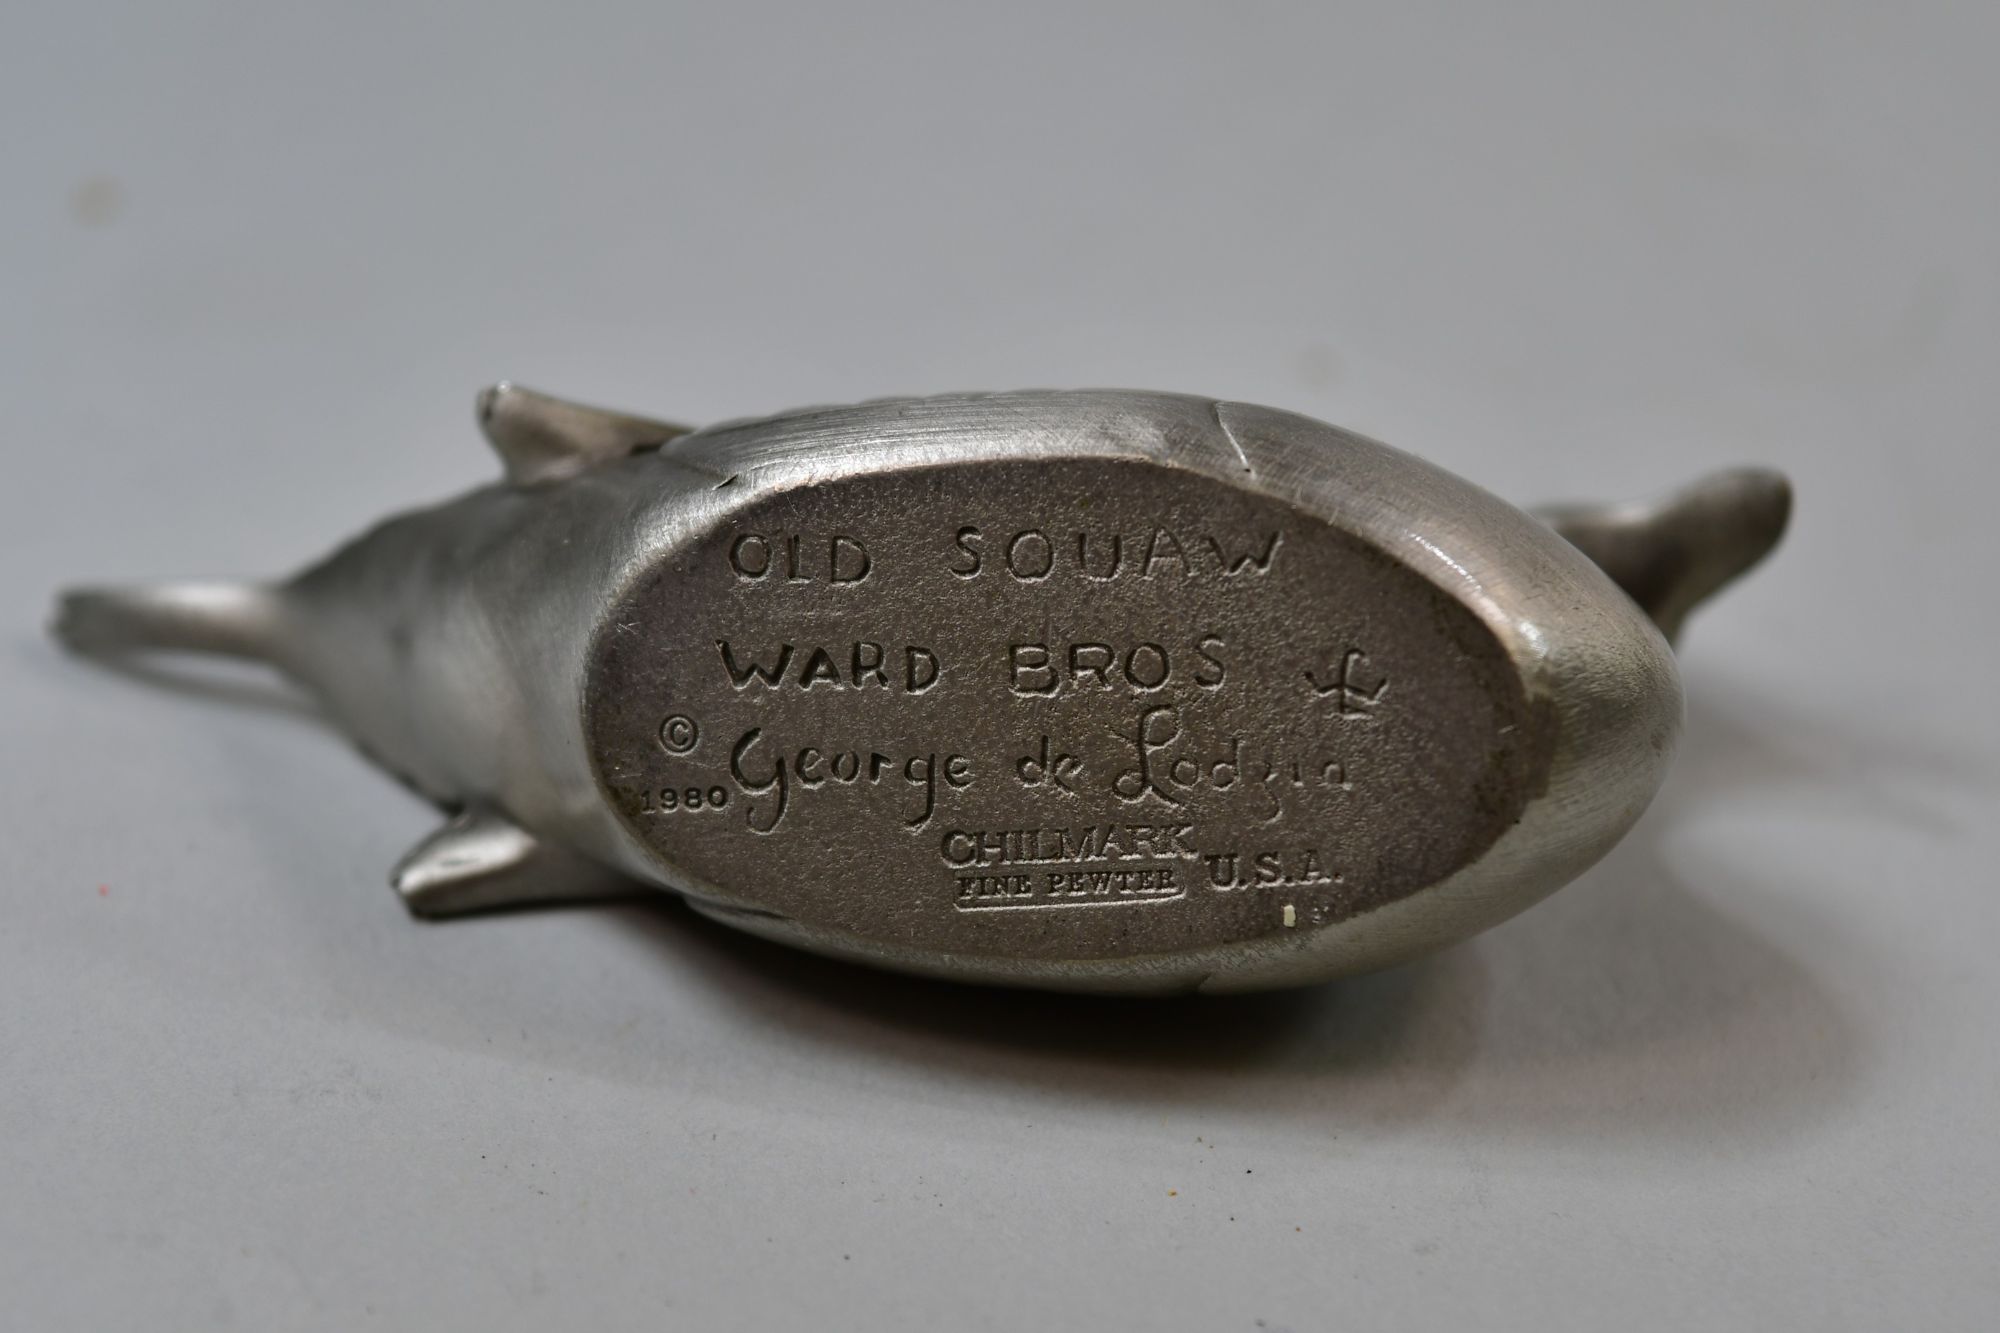 OLD SQUAW
WARD BROS
© George de Lodzia
1980
CHILMARK
FINE PEWTER U.S.A.